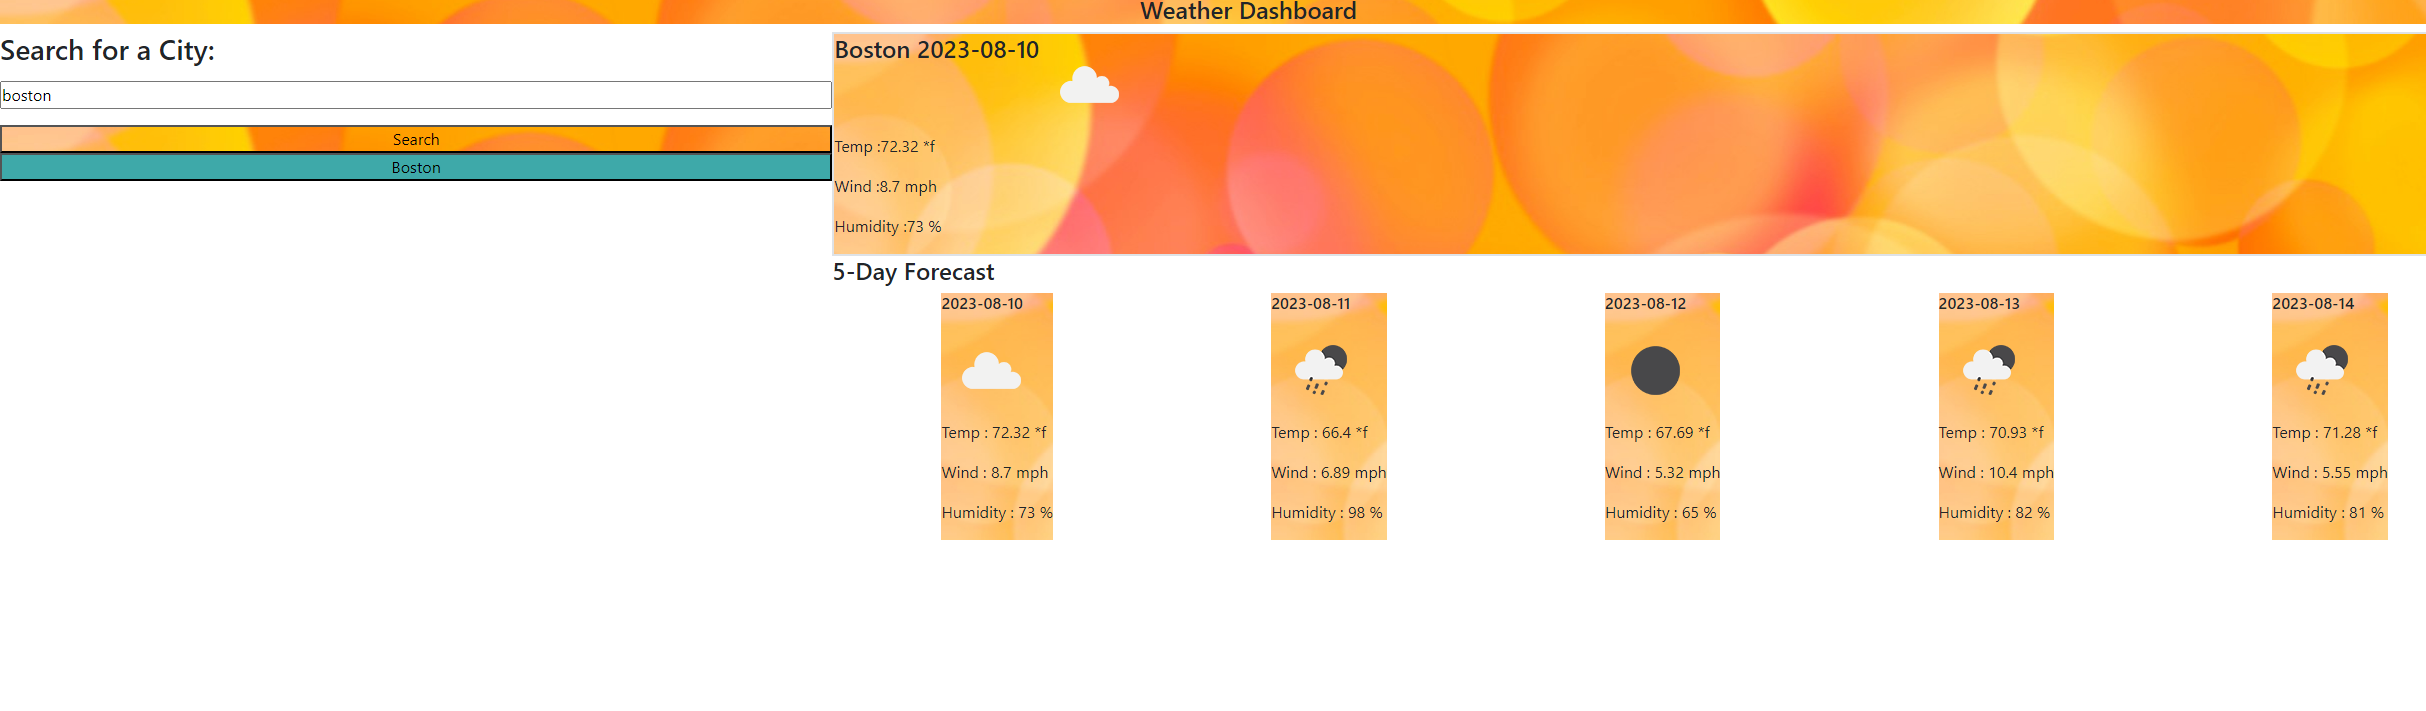 Weather Dashboard
Search for a City:
boston
Search
Boston
Boston 2023-08-10
Temp :72.32 *f
Wind :8.7 mph
Humidity :73 %
5-Day Forecast
2023-08-10
Temp : 72.32 *f
Wind : 8.7 mph
Humidity : 73 %
2023-08-11
Temp : 66.4 *f
Wind : 6.89 mph
Humidity : 98 %
2023-08-12
Temp : 67.69 *f
Wind : 5.32 mph
Humidity : 65 %
2023-08-13
Temp : 70.93 *f
Wind : 10.4 mph
Humidity : 82 %
2023-08-14
Temp : 71.28 *f
Wind : 5.55 mph
Humidity : 81 %